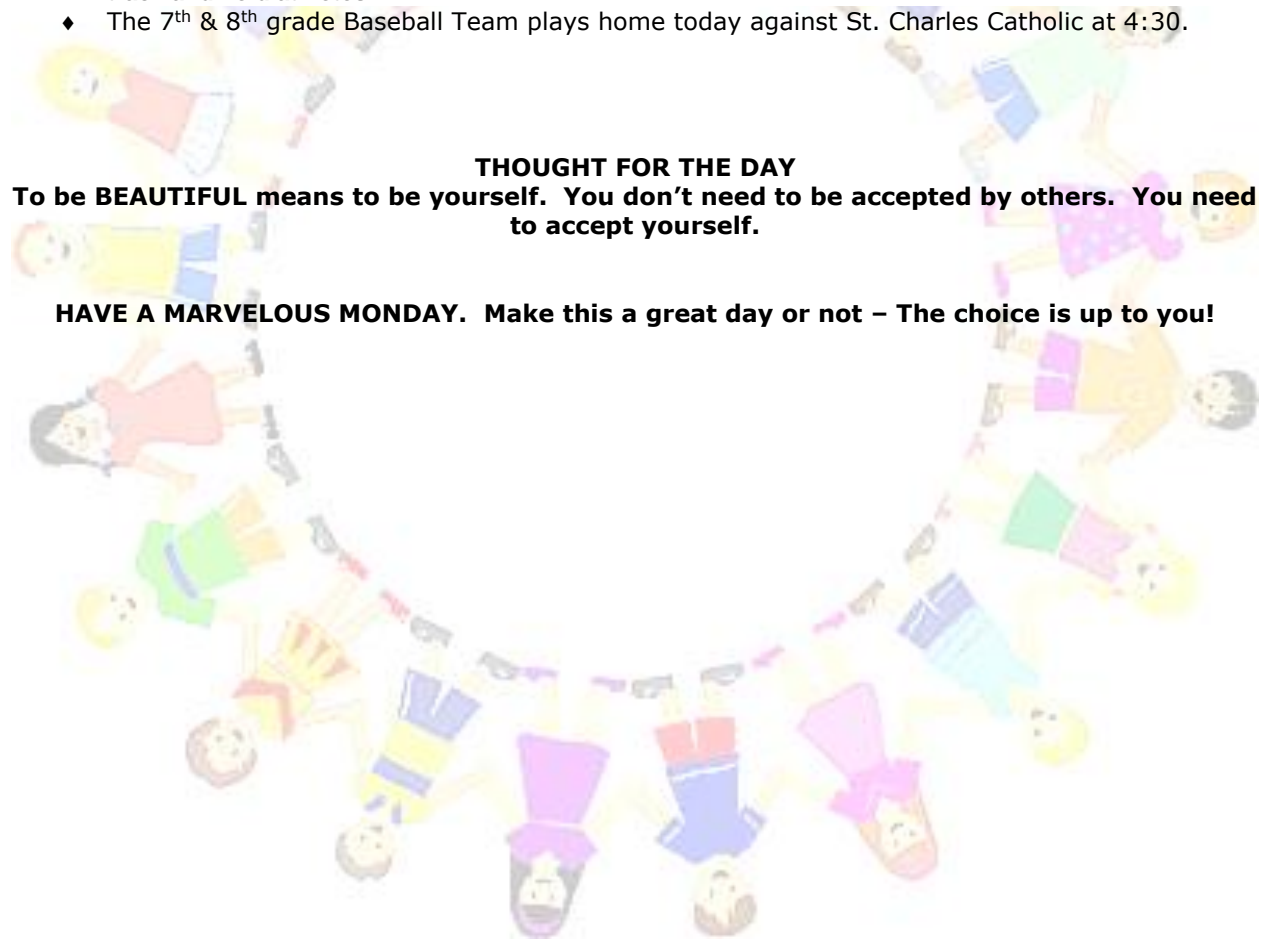 ♦ The 7th & 8th grade Baseball Team plays home today against St. Charles Catholic at 4:30.
THOUGHT FOR THE DAY
To be BEAUTIFUL means to be yourself. You don’t need to be accepted by others. You need
to accept yourself.
HAVE A MARVELOUS MONDAY. Make this a great day or not – The choice is up to you!